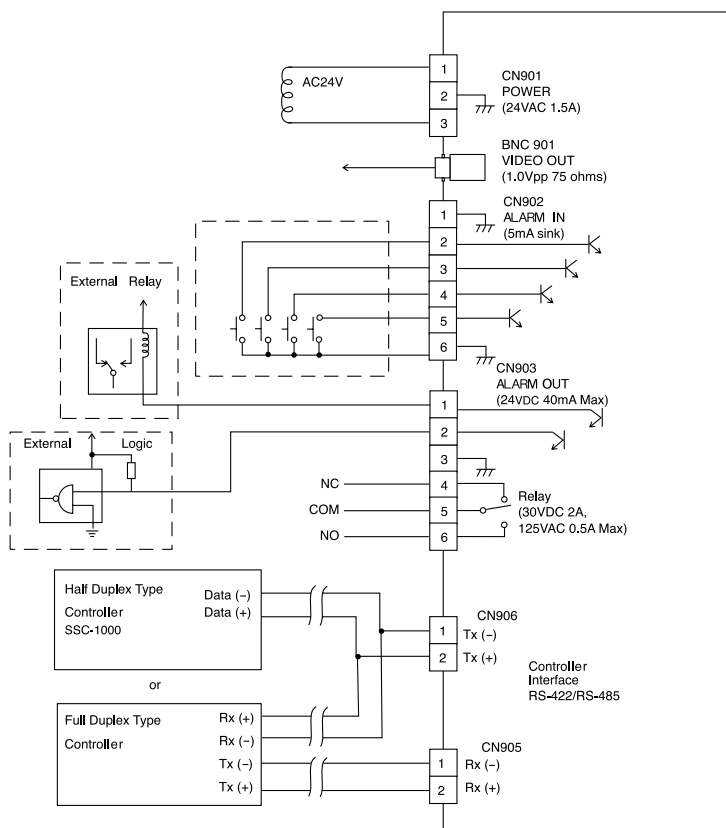 AC24V
1
2
3
CN901
POWER
(24VAC 1.5A)
BNC 901
VIDEO OUT
(1.0Vpp 75 ohms)
1
2
3
4
5
6
CN902
ALARM IN
(5mA sink)
External Relay
CN903
ALARM OUT
(24VDC 40mA Max)
1
2
3
4
5
6
External Logic
NC
COM
NO
Relay
(30VDC 2A,
125VAC 0.5A Max)
Half Duplex Type
Controller
SSC-1000
Data (−)
Data (+)
CN906
1 Tx (−)
2 Tx (+)
Controller
Interface
RS-422/RS-485
or
Full Duplex Type
Controller
Rx (+)
Rx (−)
Tx (−)
Tx (+)
CN905
1 Rx (−)
2 Rx (+)